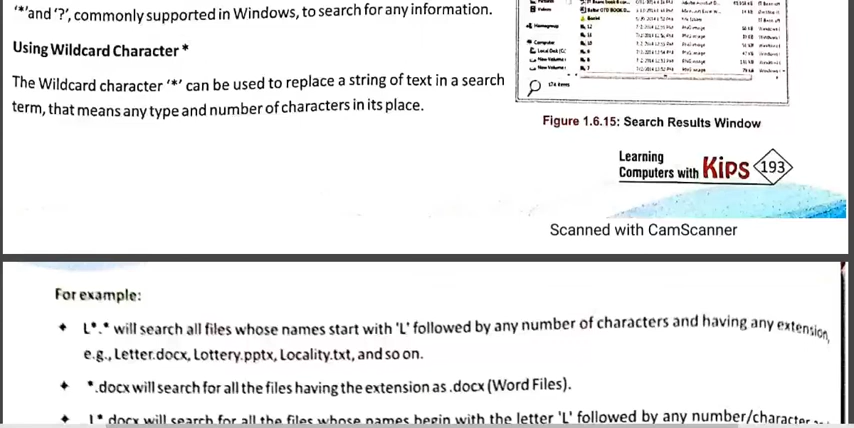 '*'and '?', commonly supported in Windows, to search for any information.
Using Wildcard Character *
The Wildcard character '*' can be used to replace a string of text in a search
term, that means any type and number of characters in its place.
Figure 1.6.15: Search Results Window
Learning
Computers with Kips 193
Scanned with CamScanner
For example:
L*.* will search all files whose names start with 'L' followed by any number of characters and having any extension,
e.g., Letter.docx, Lottery.pptx, Locality.txt, and so on.
*.docx will search for all the files having the extension as .docx (Word Files).
L*.docx will search for all the files whose names begin with the letter 'L' followed by any number/character